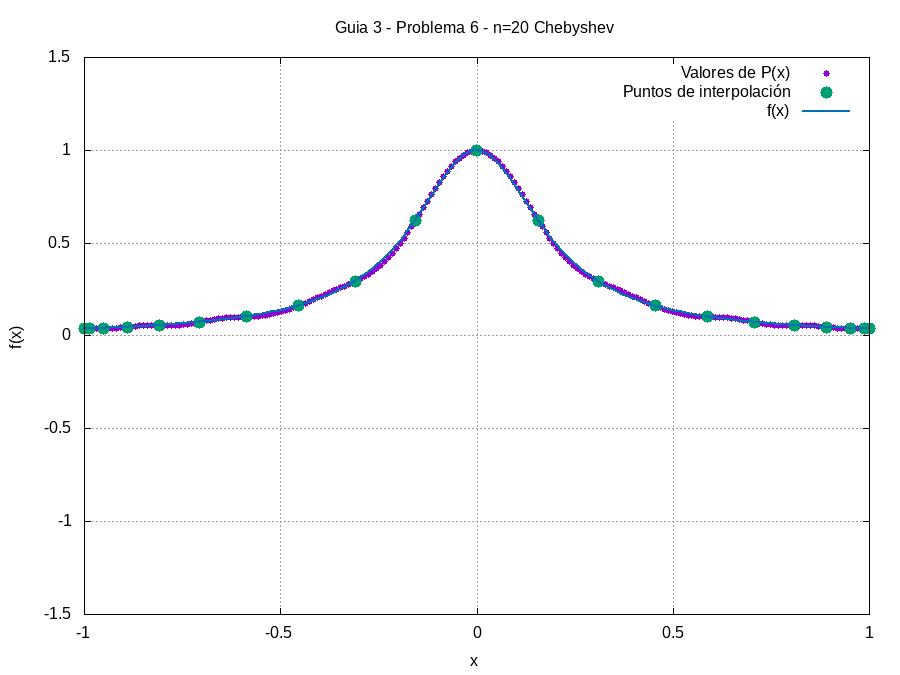 Guia 3 - Problema 6 - n=20 Chebyshev
Valores de P(x)
Puntos de interpolación
f(x)
1.5
1
0.5
0
-0.5
-1
-1.5
f(x)
-1
-0.5
0
0.5
1
x